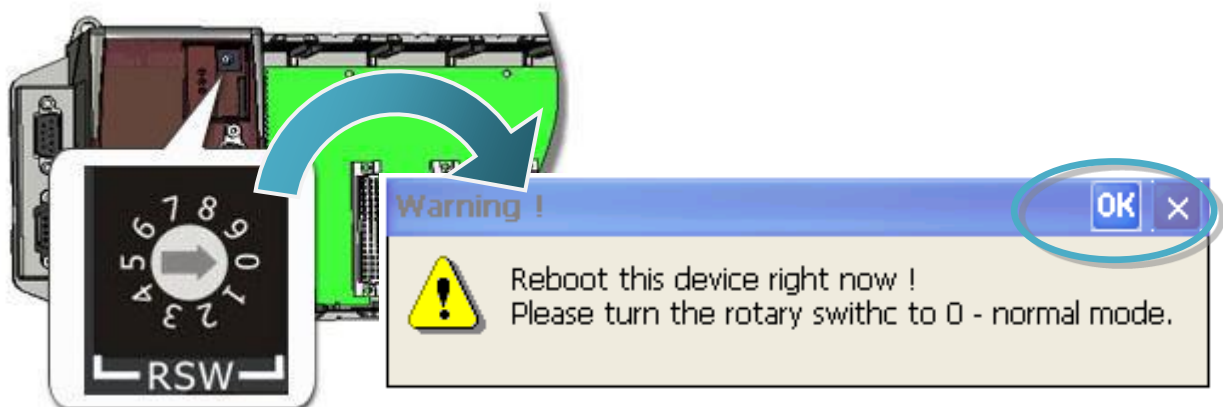 7 8 9 0 1 2 3 4 5 6
RSW
Warning !
OK
Reboot this device right now !
Please turn the rotary swithc to 0 - normal mode.